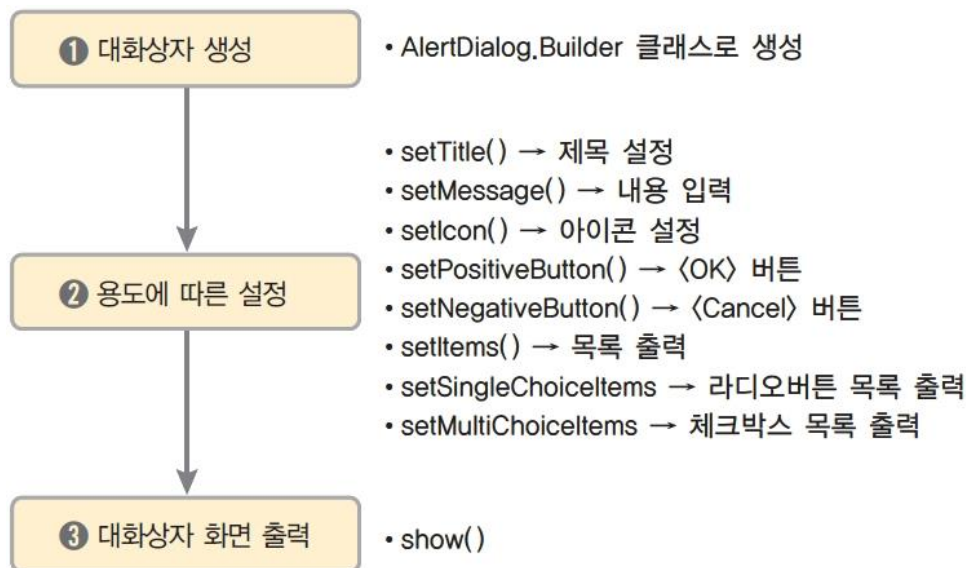 ❶ 대화상자 생성
• AlertDialog.Builder 클래스로 생성
• setTitle() → 제목 설정
• setMessage() → 내용 입력
• setIcon() → 아이콘 설정
❷ 용도에 따른 설정
• setPositiveButton() → 〈OK〉 버튼
• setNegativeButton() → 〈Cancel〉 버튼
• setItems() → 목록 출력
• setSingleChoiceItems → 라디오버튼 목록 출력
• setMultiChoiceItems → 체크박스 목록 출력
❸ 대화상자 화면 출력
• show()